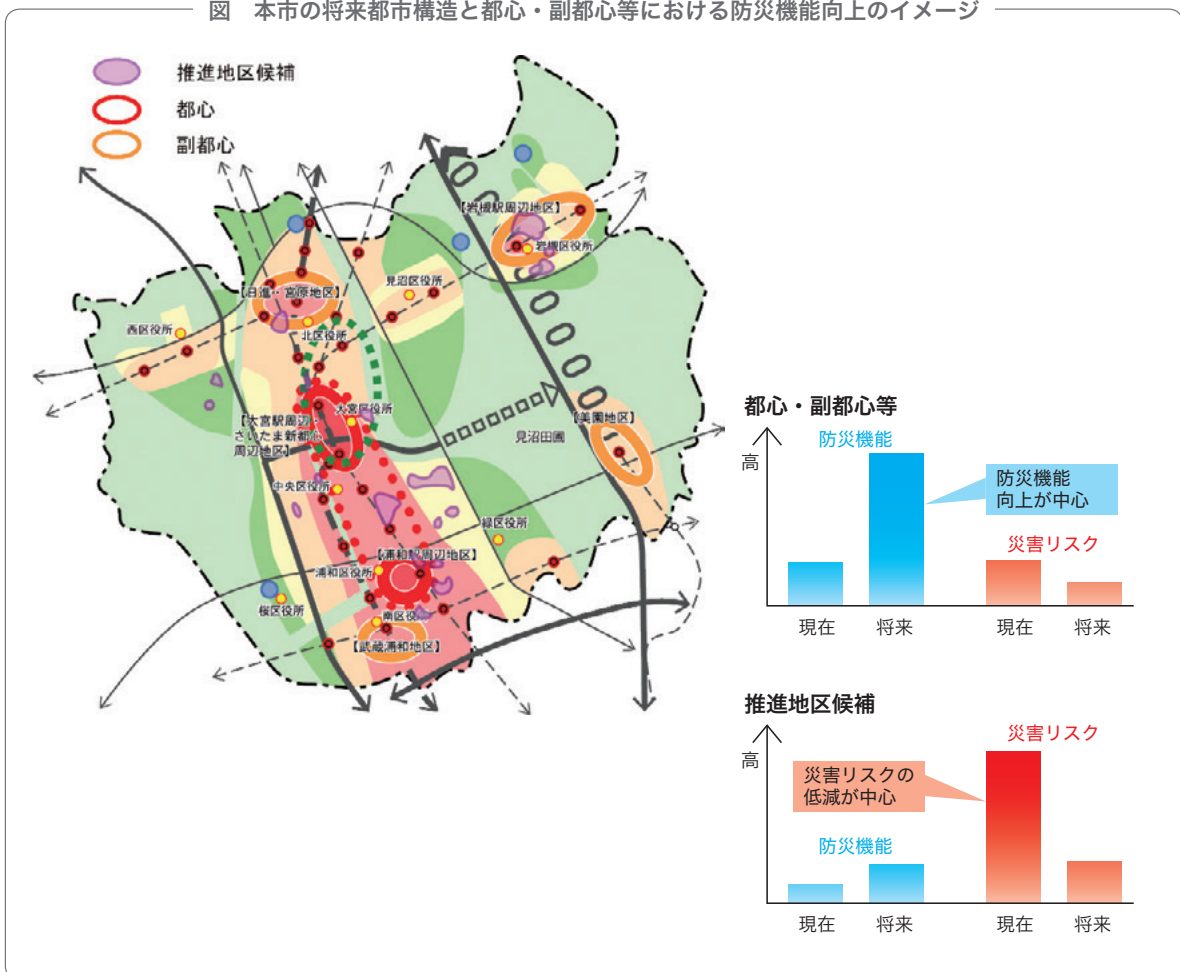 図　本市の将来都市構造と都心・副都心等における防災機能向上のイメージ
推進地区候補
都心
副都心
【岩槻駅周辺地区】
岩槻区役所
見沼区役所
【日進・宮原地区】
西区役所
北区役所
大宮区役所
【大宮駅周辺・
さいたま新都心
周辺地区】
見沼田圃
【美園地区】
中央区役所
緑区役所
【浦和駅周辺地区】
浦和区役所
桜区役所
南区役
【武蔵浦和地区】
都心・副都心等
高
防災機能
防災機能
向上が中心
災害リスク
現在
将来
現在
将来
推進地区候補
高
災害リスク
災害リスクの
低減が中心
防災機能
現在
将来
現在
将来